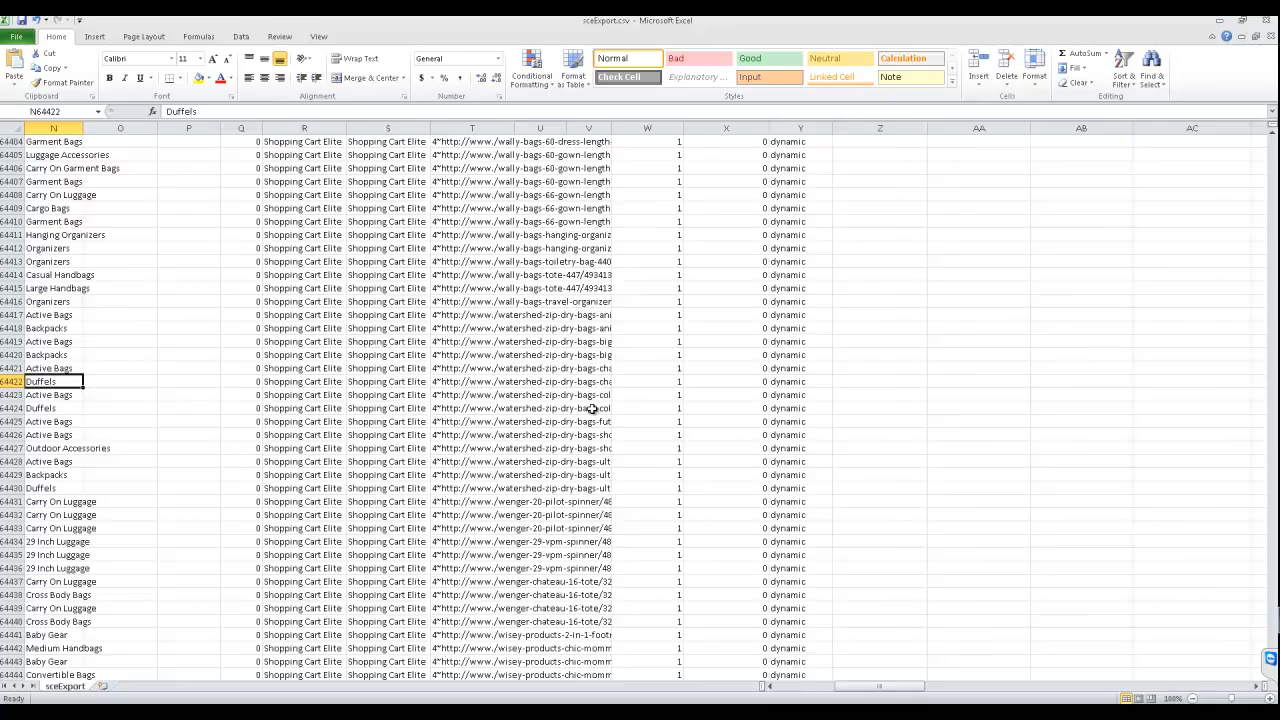 sceExport.csv - Microsoft Excel
File Home Insert Page Layout Formulas Data Review View
Paste Cut Copy Format Painter Clipboard
Calibri 11 Font
Wrap Text Merge & Center Alignment
General Number
Conditional Formatting Format as Table
Normal Bad Good Neutral Calculation
Check Cell Explanatory ... Input Linked Cell Note
Styles
Insert Delete Format Cells
AutoSum Fill Clear Sort & Filter Find & Select Editing
N64422 fx Duffels
N O P Q R S T U V W X Y Z AA AB AC
64404 Garment Bags 0 Shopping Cart Elite Shopping Cart Elite 4~http://www./wally-bags-60-dress-length- 1 0 dynamic
64405 Luggage Accessories 0 Shopping Cart Elite Shopping Cart Elite 4~http://www./wally-bags-60-gown-length 1 0 dynamic
64406 Carry On Garment Bags 0 Shopping Cart Elite Shopping Cart Elite 4~http://www./wally-bags-60-gown-length 1 0 dynamic
64407 Garment Bags 0 Shopping Cart Elite Shopping Cart Elite 4~http://www./wally-bags-60-gown-length 1 0 dynamic
64408 Carry On Luggage 0 Shopping Cart Elite Shopping Cart Elite 4~http://www./wally-bags-66-gown-length 1 0 dynamic
64409 Cargo Bags 0 Shopping Cart Elite Shopping Cart Elite 4~http://www./wally-bags-66-gown-length 1 0 dynamic
64410 Garment Bags 0 Shopping Cart Elite Shopping Cart Elite 4~http://www./wally-bags-66-gown-length 1 0 dynamic
64411 Hanging Organizers 0 Shopping Cart Elite Shopping Cart Elite 4~http://www./wally-bags-hanging-organiz 1 0 dynamic
64412 Organizers 0 Shopping Cart Elite Shopping Cart Elite 4~http://www./wally-bags-hanging-organiz 1 0 dynamic
64413 Organizers 0 Shopping Cart Elite Shopping Cart Elite 4~http://www./wally-bags-toiletry-bag-440 1 0 dynamic
64414 Casual Handbags 0 Shopping Cart Elite Shopping Cart Elite 4~http://www./wally-bags-tote-447/493413 1 0 dynamic
64415 Large Handbags 0 Shopping Cart Elite Shopping Cart Elite 4~http://www./wally-bags-tote-447/493413 1 0 dynamic
64416 Organizers 0 Shopping Cart Elite Shopping Cart Elite 4~http://www./wally-bags-travel-organizer 1 0 dynamic
64417 Active Bags 0 Shopping Cart Elite Shopping Cart Elite 4~http://www./watershed-zip-dry-bags-ani 1 0 dynamic
64418 Backpacks 0 Shopping Cart Elite Shopping Cart Elite 4~http://www./watershed-zip-dry-bags-ani 1 0 dynamic
64419 Active Bags 0 Shopping Cart Elite Shopping Cart Elite 4~http://www./watershed-zip-dry-bags-big 1 0 dynamic
64420 Backpacks 0 Shopping Cart Elite Shopping Cart Elite 4~http://www./watershed-zip-dry-bags-big 1 0 dynamic
64421 Active Bags 0 Shopping Cart Elite Shopping Cart Elite 4~http://www./watershed-zip-dry-bags-cha 1 0 dynamic
64422 Duffels 0 Shopping Cart Elite Shopping Cart Elite 4~http://www./watershed-zip-dry-bags-cha 1 0 dynamic
64423 Active Bags 0 Shopping Cart Elite Shopping Cart Elite 4~http://www./watershed-zip-dry-bags-col 1 0 dynamic
64424 Duffels 0 Shopping Cart Elite Shopping Cart Elite 4~http://www./watershed-zip-dry-bags-col 1 0 dynamic
64425 Active Bags 0 Shopping Cart Elite Shopping Cart Elite 4~http://www./watershed-zip-dry-bags-fut 1 0 dynamic
64426 Active Bags 0 Shopping Cart Elite Shopping Cart Elite 4~http://www./watershed-zip-dry-bags-sho 1 0 dynamic
64427 Outdoor Accessories 0 Shopping Cart Elite Shopping Cart Elite 4~http://www./watershed-zip-dry-bags-sho 1 0 dynamic
64428 Active Bags 0 Shopping Cart Elite Shopping Cart Elite 4~http://www./watershed-zip-dry-bags-ult 1 0 dynamic
64429 Backpacks 0 Shopping Cart Elite Shopping Cart Elite 4~http://www./watershed-zip-dry-bags-ult 1 0 dynamic
64430 Duffels 0 Shopping Cart Elite Shopping Cart Elite 4~http://www./watershed-zip-dry-bags-ult 1 0 dynamic
64431 Carry On Luggage 0 Shopping Cart Elite Shopping Cart Elite 4~http://www./wenger-20-pilot-spinner/48 1 0 dynamic
64432 Carry On Luggage 0 Shopping Cart Elite Shopping Cart Elite 4~http://www./wenger-20-pilot-spinner/48 1 0 dynamic
64433 Carry On Luggage 0 Shopping Cart Elite Shopping Cart Elite 4~http://www./wenger-20-pilot-spinner/48 1 0 dynamic
64434 29 Inch Luggage 0 Shopping Cart Elite Shopping Cart Elite 4~http://www./wenger-29-vpm-spinner/48 1 0 dynamic
64435 29 Inch Luggage 0 Shopping Cart Elite Shopping Cart Elite 4~http://www./wenger-29-vpm-spinner/48 1 0 dynamic
64436 29 Inch Luggage 0 Shopping Cart Elite Shopping Cart Elite 4~http://www./wenger-29-vpm-spinner/48 1 0 dynamic
64437 Carry On Luggage 0 Shopping Cart Elite Shopping Cart Elite 4~http://www./wenger-chateau-16-tote/32 1 0 dynamic
64438 Cross Body Bags 0 Shopping Cart Elite Shopping Cart Elite 4~http://www./wenger-chateau-16-tote/32 1 0 dynamic
64439 Carry On Luggage 0 Shopping Cart Elite Shopping Cart Elite 4~http://www./wenger-chateau-16-tote/32 1 0 dynamic
64440 Cross Body Bags 0 Shopping Cart Elite Shopping Cart Elite 4~http://www./wenger-chateau-16-tote/32 1 0 dynamic
64441 Baby Gear 0 Shopping Cart Elite Shopping Cart Elite 4~http://www./wisey-products-2-in-1-footr 1 0 dynamic
64442 Medium Handbags 0 Shopping Cart Elite Shopping Cart Elite 4~http://www./wisey-products-chic-momm 1 0 dynamic
64443 Baby Gear 0 Shopping Cart Elite Shopping Cart Elite 4~http://www./wisey-products-chic-momm 1 0 dynamic
64444 Convertible Bags 0 Shopping Cart Elite Shopping Cart Elite 4~http://www./wisey-products-chic-momm 1 0 dynamic
sceExport
Ready 100%